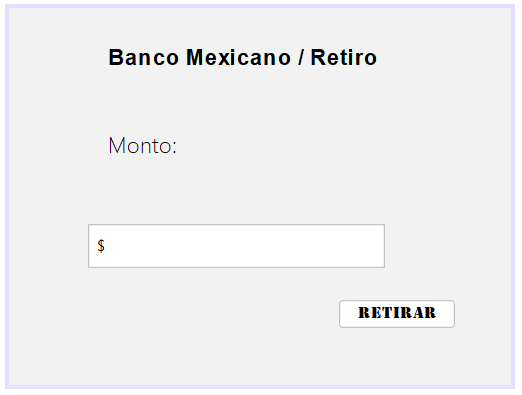 Banco Mexicano / Retiro
Monto:
$
RETIRAR